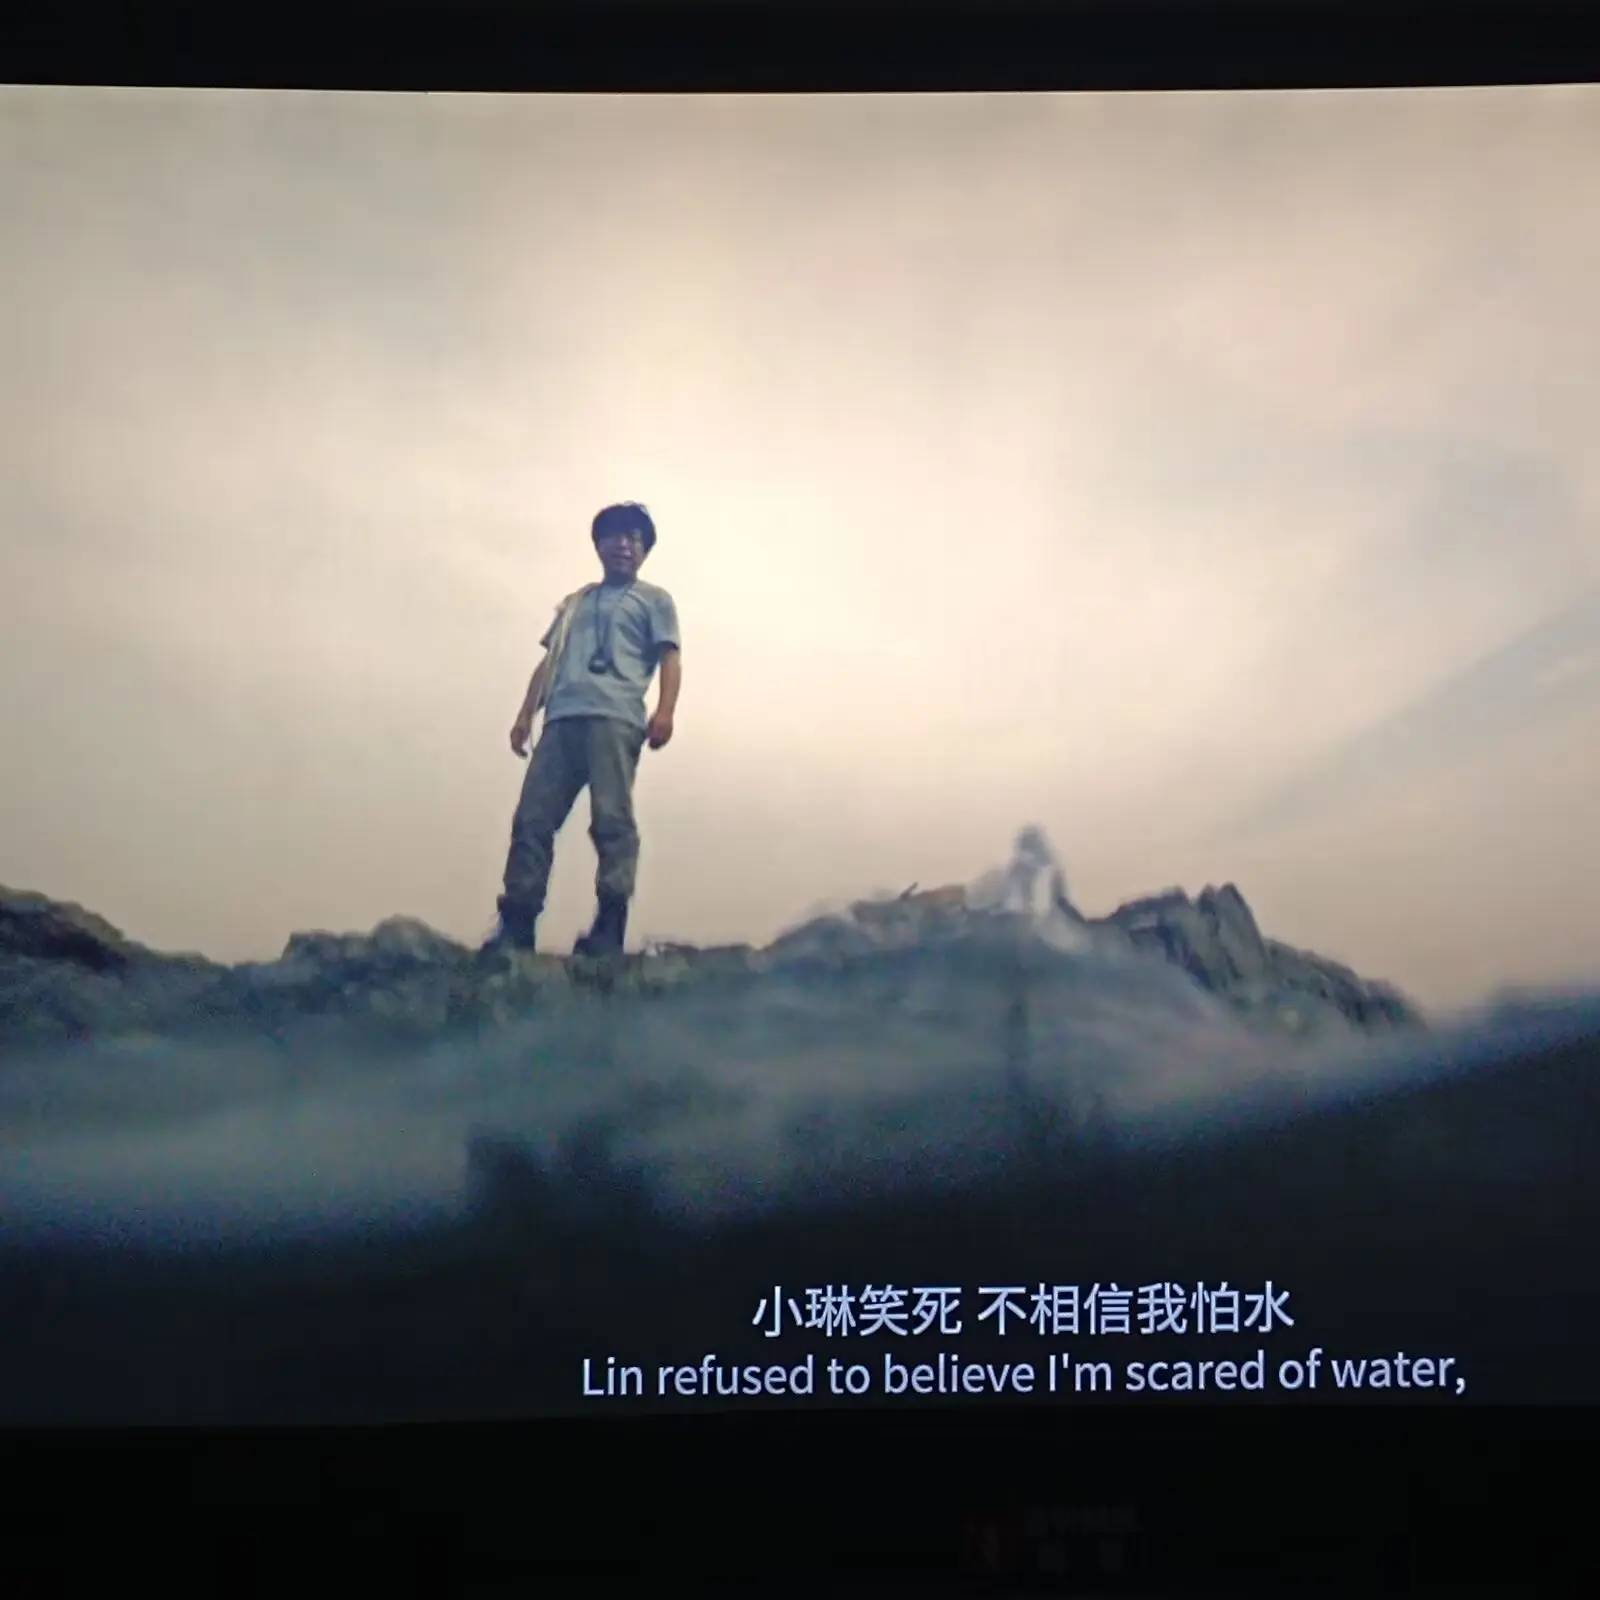 小琳笑死 不相信我怕水
Lin refused to believe I'm scared of water,